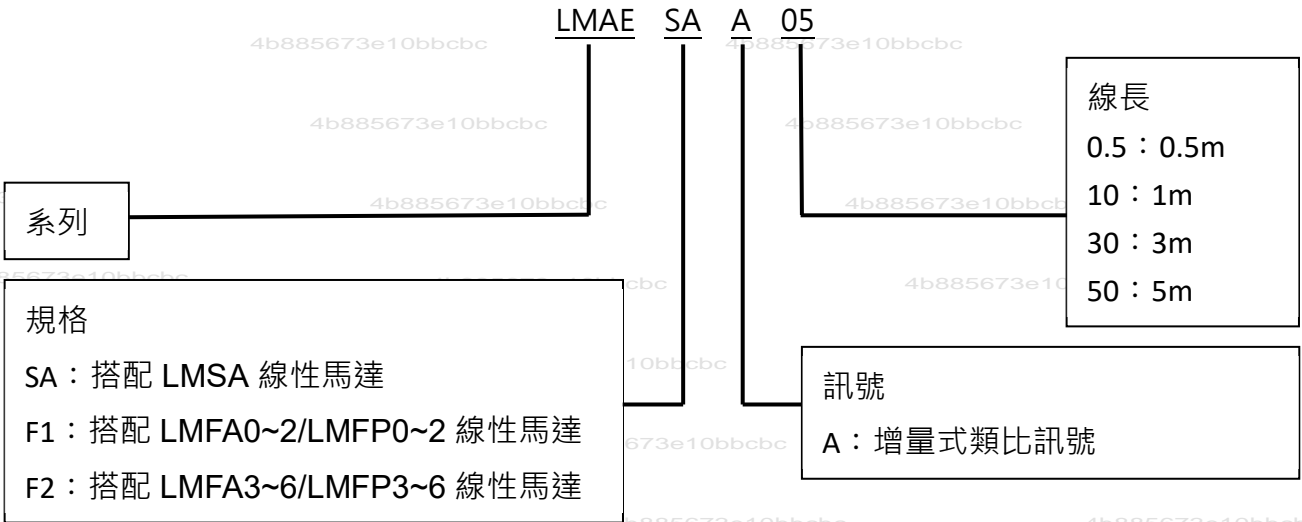 LMAE SA A 05
線長
0.5：0.5m
10：1m
30：3m
50：5m
系列
規格
SA：搭配 LMSA 線性馬達
F1：搭配 LMFA0~2/LMFP0~2 線性馬達
F2：搭配 LMFA3~6/LMFP3~6 線性馬達
訊號
A：增量式類比訊號
4b885673e10bbcbc